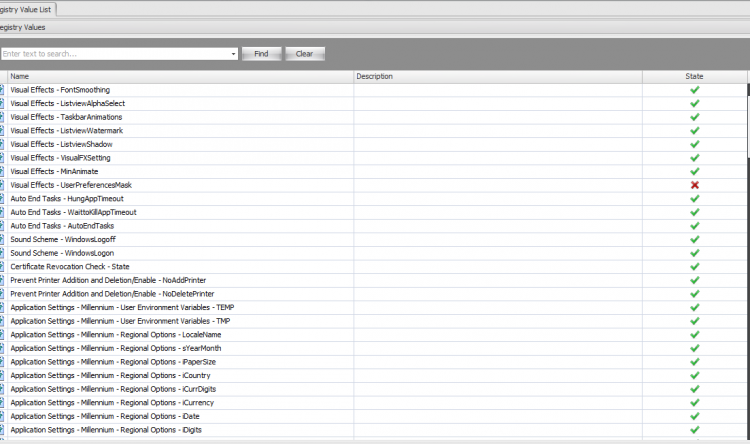 egistry Value List
egistry Values
Enter text to search... Find Clear
Name Description State
Visual Effects - FontSmoothing
Visual Effects - ListviewAlphaSelect
Visual Effects - TaskbarAnimations
Visual Effects - ListviewWatermark
Visual Effects - ListviewShadow
Visual Effects - VisualFXSetting
Visual Effects - MinAnimate
Visual Effects - UserPreferencesMask
Auto End Tasks - HungAppTimeout
Auto End Tasks - WaittoKillAppTimeout
Auto End Tasks - AutoEndTasks
Sound Scheme - WindowsLogoff
Sound Scheme - WindowsLogon
Certificate Revocation Check - State
Prevent Printer Addition and Deletion/Enable - NoAddPrinter
Prevent Printer Addition and Deletion/Enable - NoDeletePrinter
Application Settings - Millennium - User Environment Variables - TEMP
Application Settings - Millennium - User Environment Variables - TMP
Application Settings - Millennium - Regional Options - LocaleName
Application Settings - Millennium - Regional Options - sYearMonth
Application Settings - Millennium - Regional Options - iPaperSize
Application Settings - Millennium - Regional Options - iCountry
Application Settings - Millennium - Regional Options - iCurrDigits
Application Settings - Millennium - Regional Options - iCurrency
Application Settings - Millennium - Regional Options - iDate
Application Settings - Millennium - Regional Options - iDigits